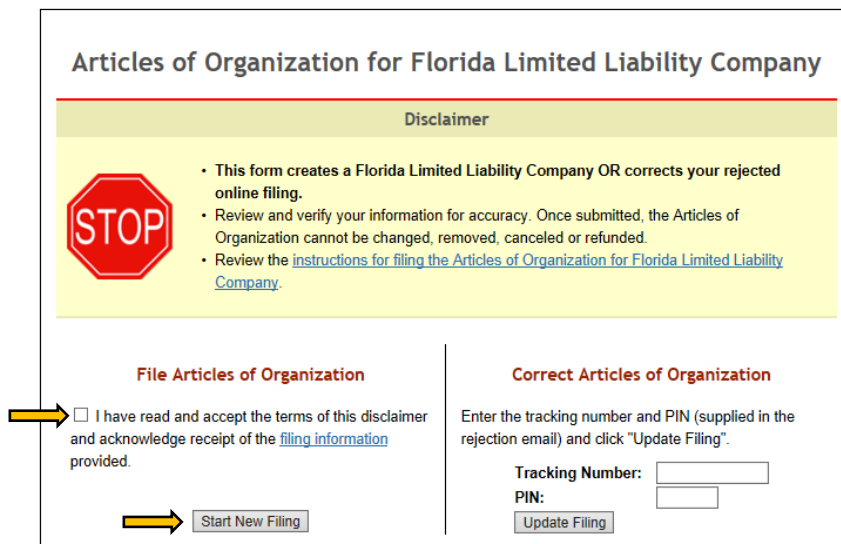 Articles of Organization for Florida Limited Liability Company
Disclaimer
STOP
• This form creates a Florida Limited Liability Company OR corrects your rejected
online filing.
• Review and verify your information for accuracy. Once submitted, the Articles of
Organization cannot be changed, removed, canceled or refunded.
• Review the instructions for filing the Articles of Organization for Florida Limited Liability
Company.
File Articles of Organization
I have read and accept the terms of this disclaimer
and acknowledge receipt of the filing information
provided.
Start New Filing
Correct Articles of Organization
Enter the tracking number and PIN (supplied in the
rejection email) and click "Update Filing".
Tracking Number:
PIN:
Update Filing